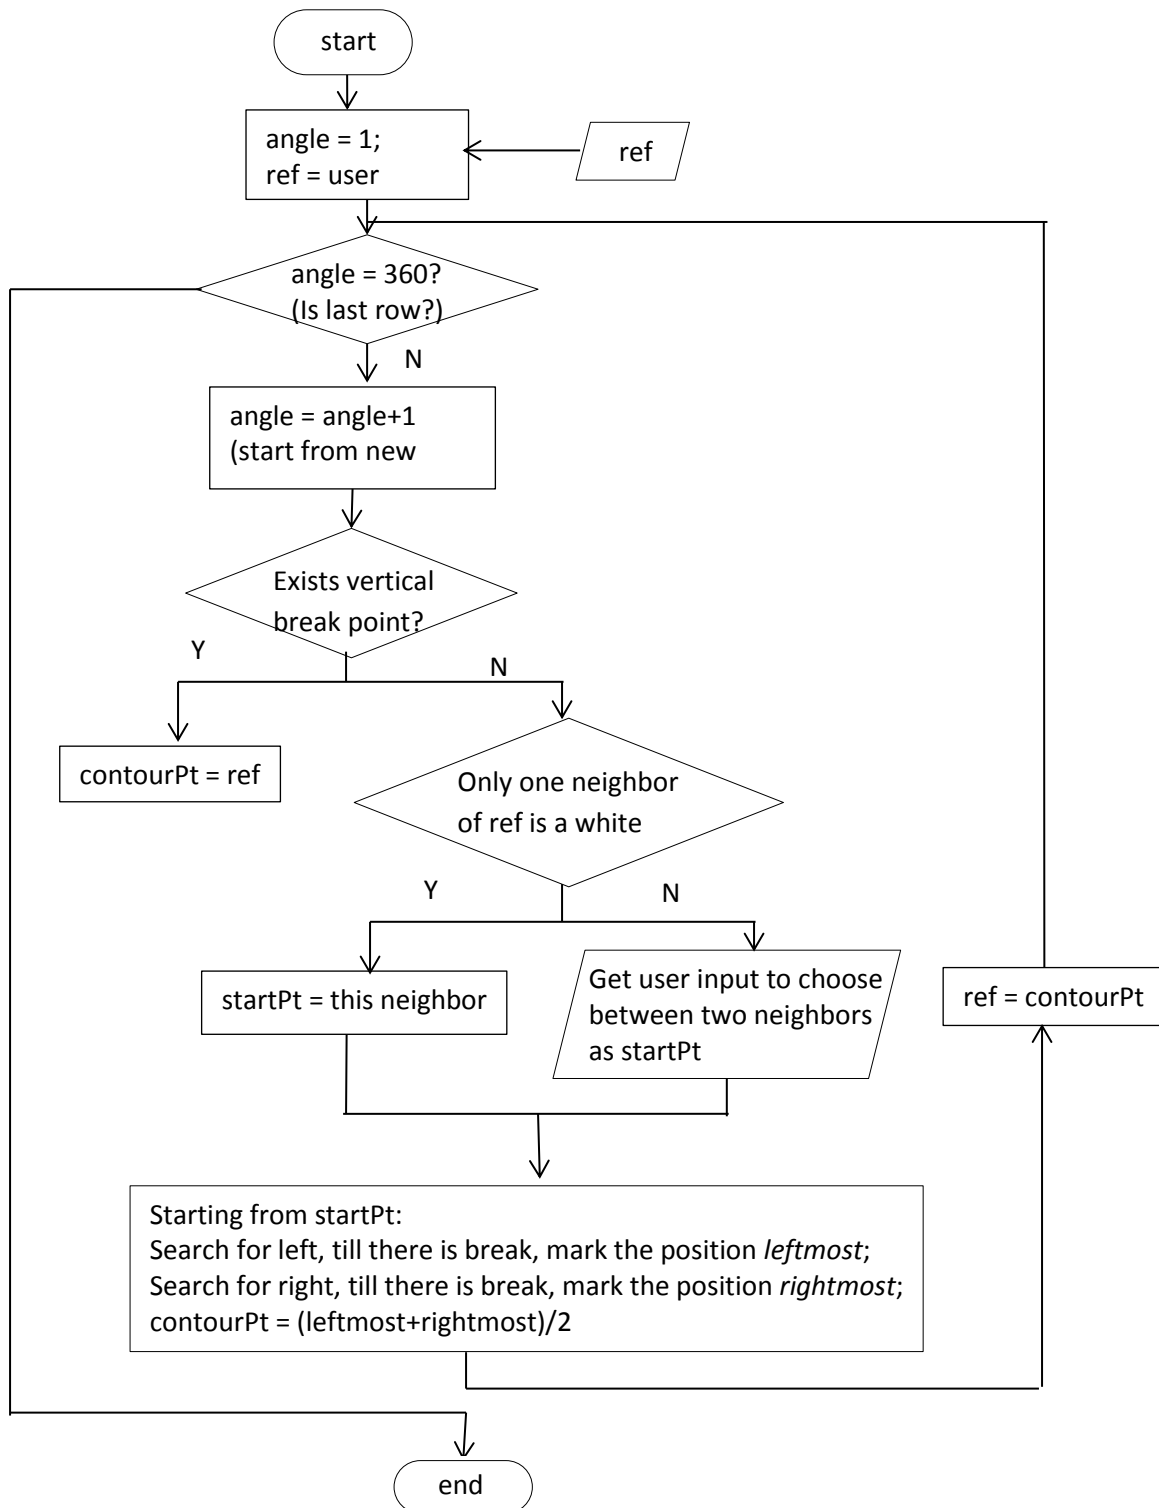 start
angle = 1;
ref = user
ref
angle = 360?
(Is last row?)
N
angle = angle+1
(start from new
Exists vertical
break point?
Y
N
contourPt = ref
Only one neighbor
of ref is a white
Y
N
startPt = this neighbor
Get user input to choose
between two neighbors
as startPt
ref = contourPt
Starting from startPt:
Search for left, till there is break, mark the position leftmost;
Search for right, till there is break, mark the position rightmost;
contourPt = (leftmost+rightmost)/2
end